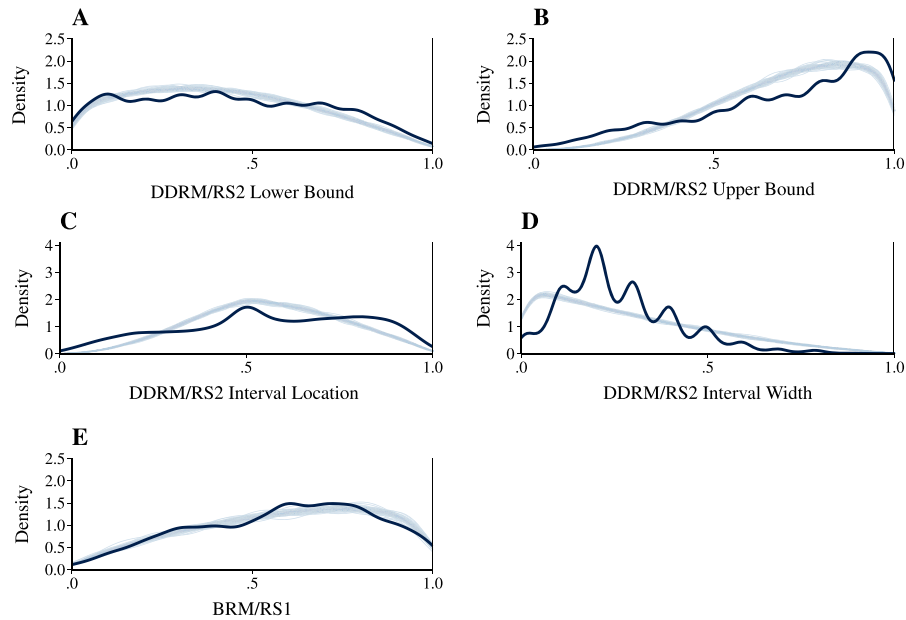 A
Density
2.5
2.0
1.5
1.0
0.5
0.0
.0
.5
1.0
DDRM/RS2 Lower Bound
B
Density
2.5
2.0
1.5
1.0
0.5
0.0
.0
.5
1.0
DDRM/RS2 Upper Bound
C
Density
4
3
2
1
0
.0
.5
1.0
DDRM/RS2 Interval Location
D
Density
4
3
2
1
0
.0
.5
1.0
DDRM/RS2 Interval Width
E
Density
2.5
2.0
1.5
1.0
0.5
0.0
.0
.5
1.0
BRM/RS1